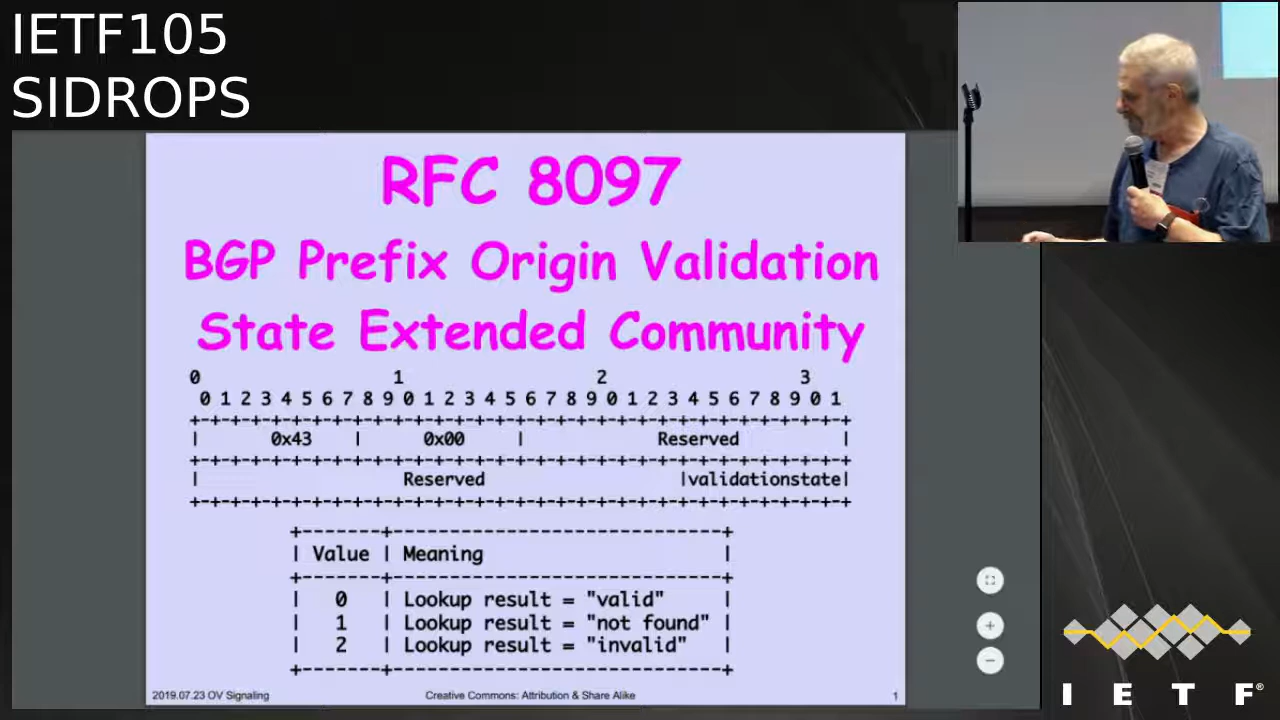 IETF105
SIDROPS
RFC 8097
BGP Prefix Origin Validation
State Extended Community
0 1 2 3
0 1 2 3 4 5 6 7 8 9 0 1 2 3 4 5 6 7 8 9 0 1 2 3 4 5 6 7 8 9 0 1
+-+-+-+-+-+-+-+-+-+-+-+-+-+-+-+-+-+-+-+-+-+-+-+-+-+-+-+-+-+-+-+-+
| 0x43 | 0x00 | Reserved |
+-+-+-+-+-+-+-+-+-+-+-+-+-+-+-+-+-+-+-+-+-+-+-+-+-+-+-+-+-+-+-+-+
| Reserved |validationstate|
+-+-+-+-+-+-+-+-+-+-+-+-+-+-+-+-+-+-+-+-+-+-+-+-+-+-+-+-+-+-+-+-+
+-------+-----------------------------+
| Value | Meaning |
+-------+-----------------------------+
| 0 | Lookup result = "valid" |
| 1 | Lookup result = "not found" |
| 2 | Lookup result = "invalid" |
+-------+-----------------------------+
2019.07.23 OV Signaling Creative Commons: Attribution & Share Alike 1
I E T F®